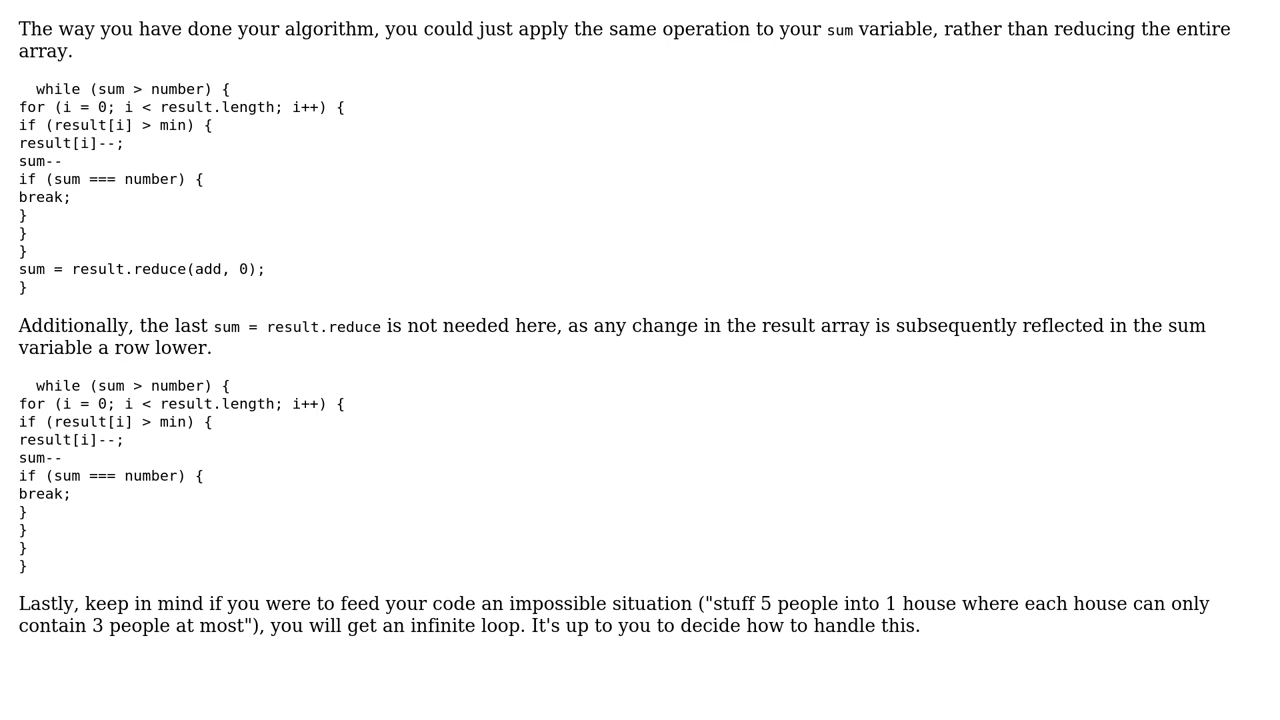 The way you have done your algorithm, you could just apply the same operation to your sum variable, rather than reducing the entire
array.
while (sum > number) {
for (i = 0; i < result.length; i++) {
if (result[i] > min) {
result[i]--;
sum--
if (sum === number) {
break;
}
}
}
sum = result.reduce(add, 0);
}
Additionally, the last sum = result.reduce is not needed here, as any change in the result array is subsequently reflected in the sum
variable a row lower.
while (sum > number) {
for (i = 0; i < result.length; i++) {
if (result[i] > min) {
result[i]--;
sum--
if (sum === number) {
break;
}
}
}
}
Lastly, keep in mind if you were to feed your code an impossible situation ("stuff 5 people into 1 house where each house can only
contain 3 people at most"), you will get an infinite loop. It's up to you to decide how to handle this.